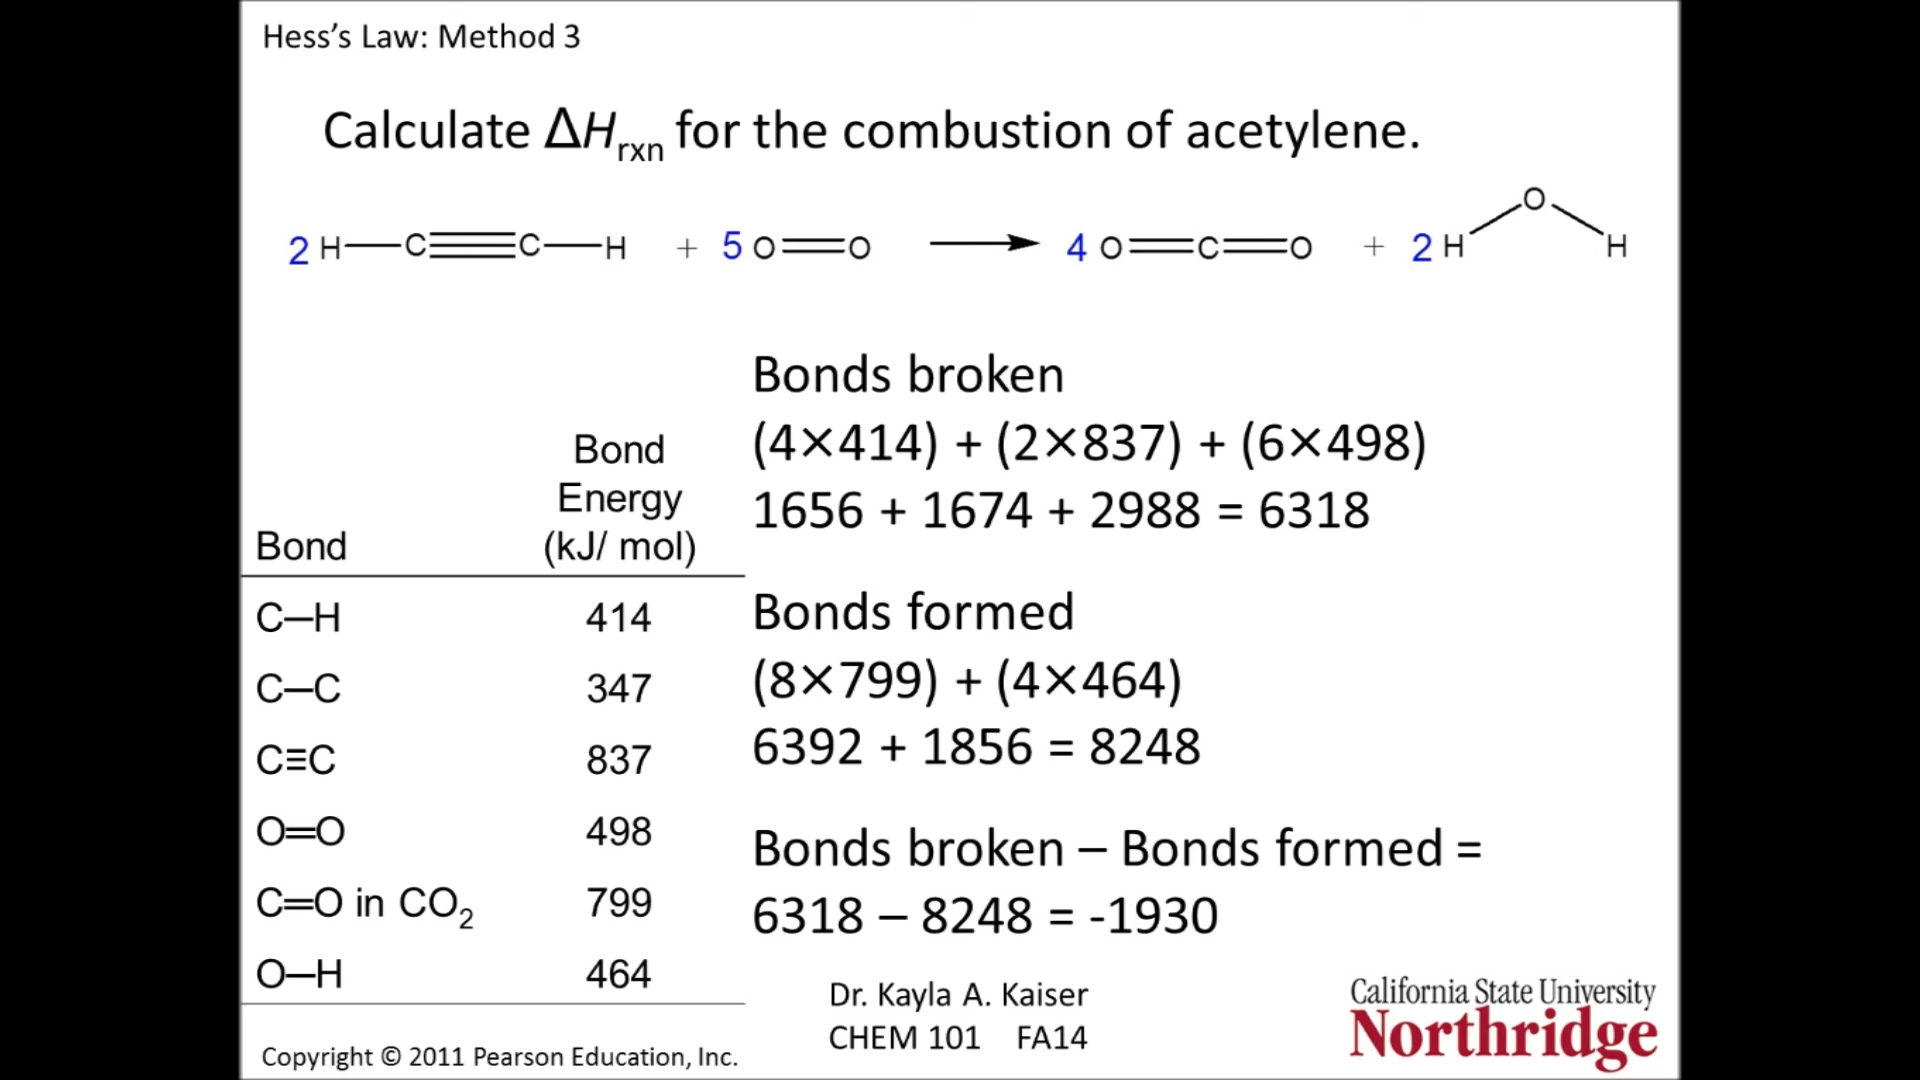 Hess's Law: Method 3
Calculate ΔHrxn for the combustion of acetylene.
2 H—C≡C—H + 5 O=O → 4 O=C=O + 2 H O H
Bonds broken
(4×414) + (2×837) + (6×498)
1656 + 1674 + 2988 = 6318
Bonds formed
(8×799) + (4×464)
6392 + 1856 = 8248
Bonds broken – Bonds formed =
6318 – 8248 = -1930
Bond Bond Energy (kJ/ mol)
C—H 414
C—C 347
C≡C 837
O=O 498
C=O in CO2 799
O—H 464
Copyright © 2011 Pearson Education, Inc.
Dr. Kayla A. Kaiser
CHEM 101 FA14
California State University
Northridge